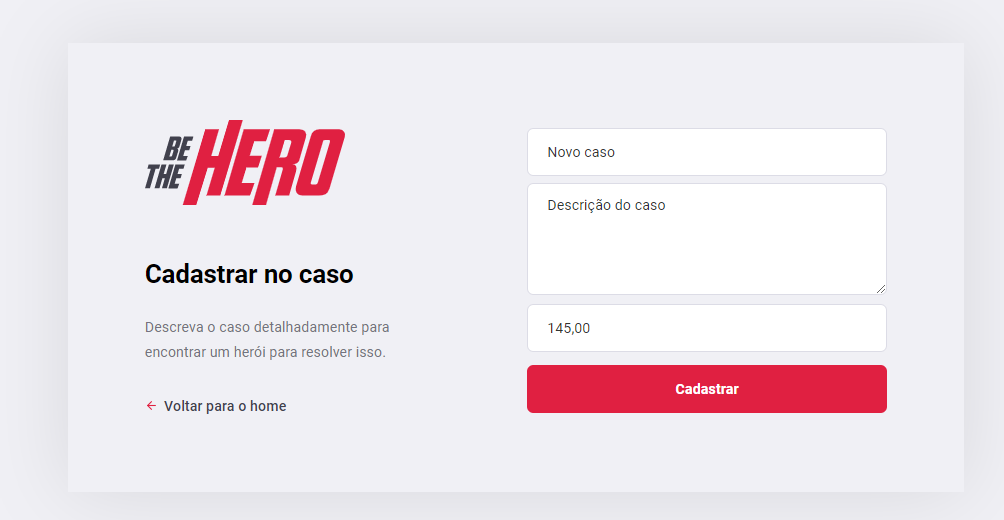 BE
THE HERO
Cadastrar no caso
Descreva o caso detalhadamente para
encontrar um herói para resolver isso.
Voltar para o home
Novo caso
Descrição do caso
145,00
Cadastrar